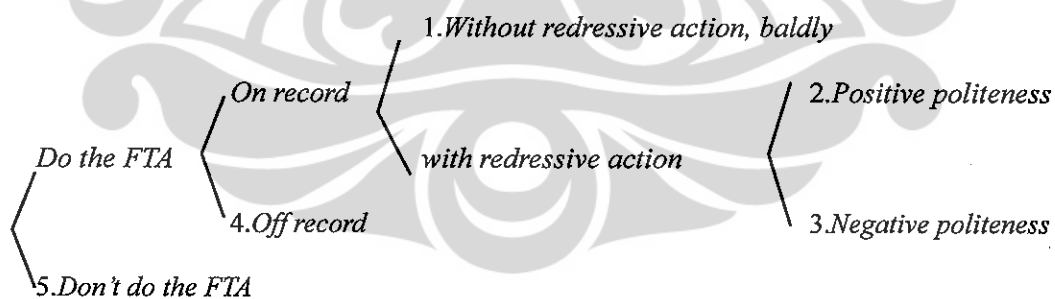 1.Without redressive action, baldly
On record
2.Positive politeness
Do the FTA
with redressive action
4.Off record
3.Negative politeness
5.Don't do the FTA